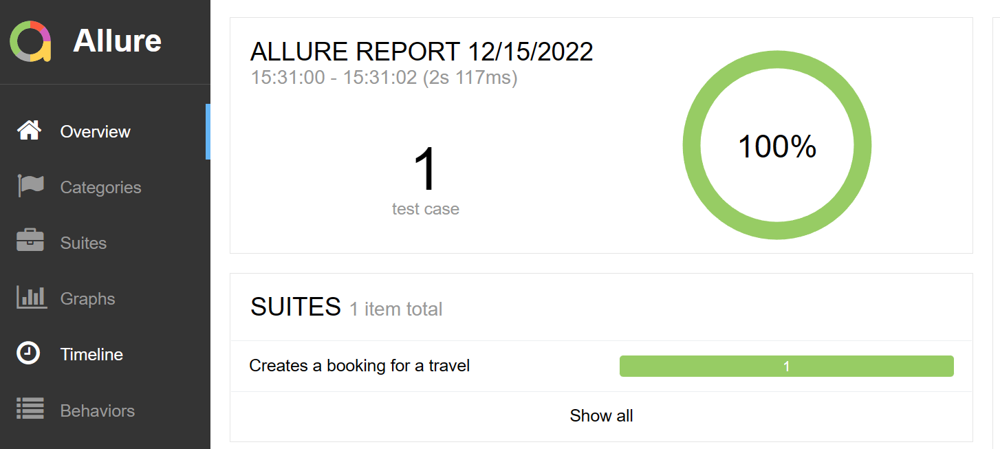 Allure
Overview
Categories
Suites
Graphs
Timeline
Behaviors
ALLURE REPORT 12/15/2022
15:31:00 - 15:31:02 (2s 117ms)
1
test case
100%
SUITES 1 item total
Creates a booking for a travel 1
Show all